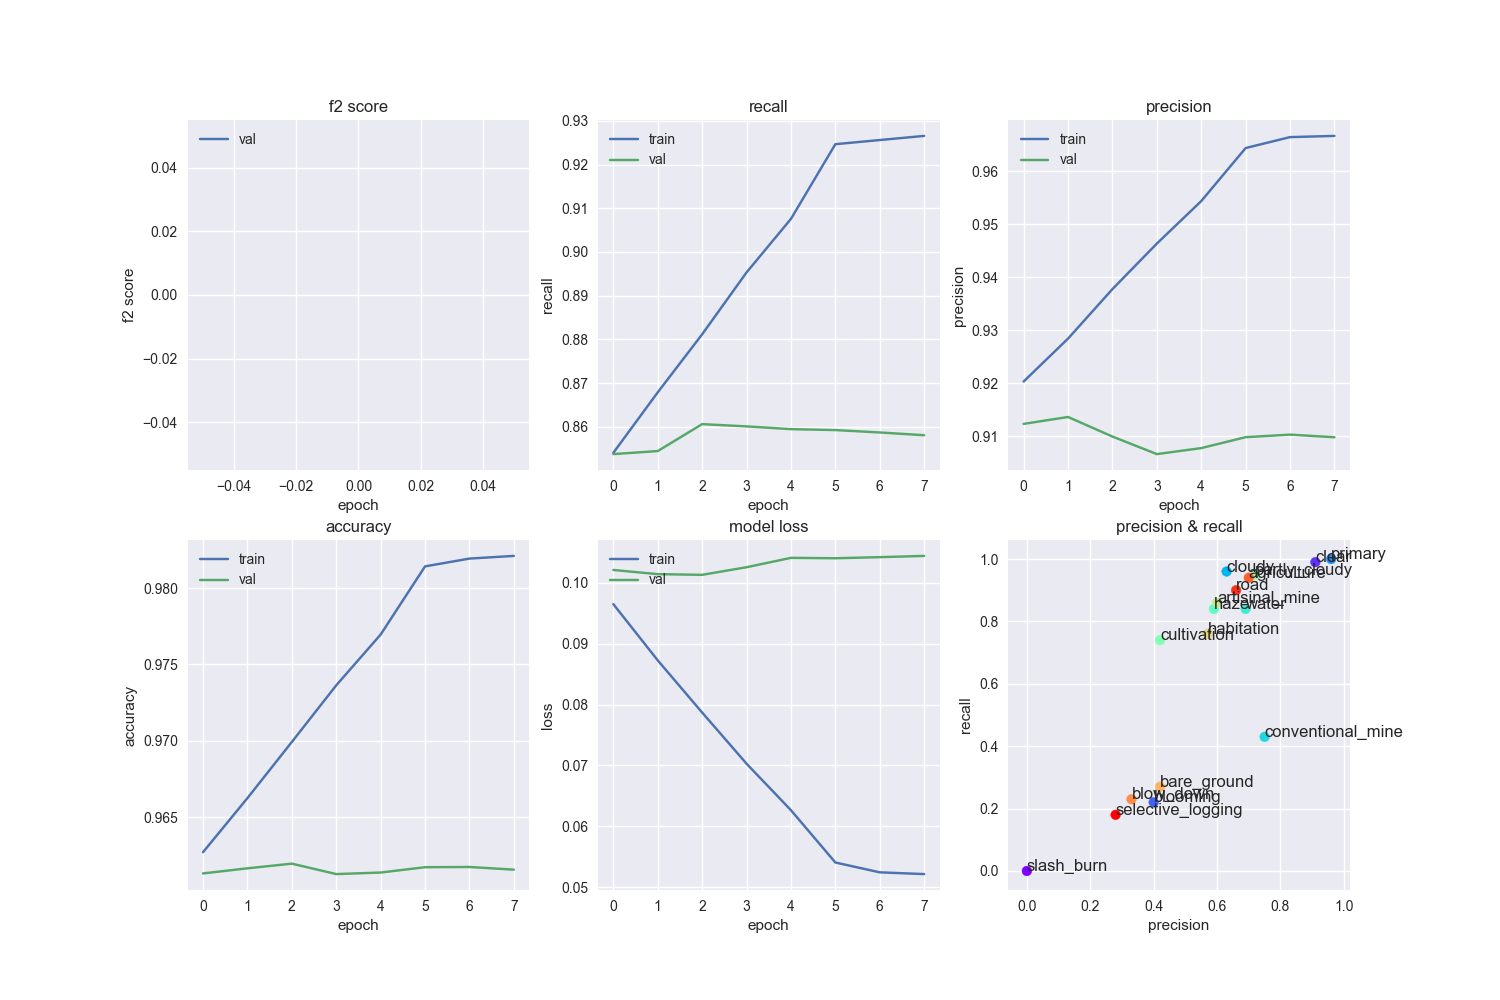 f2 score
val
0.04
0.02
0.00
−0.02
−0.04
f2 score
−0.04 −0.02 0.00 0.02 0.04
epoch
recall
train
val
0.93
0.92
0.91
0.90
0.89
0.88
0.87
0.86
recall
0 1 2 3 4 5 6 7
epoch
precision
train
val
0.96
0.95
0.94
0.93
0.92
0.91
precision
0 1 2 3 4 5 6 7
epoch
accuracy
train
val
0.980
0.975
0.970
0.965
accuracy
0 1 2 3 4 5 6 7
epoch
model loss
train
val
0.10
0.09
0.08
0.07
0.06
0.05
loss
0 1 2 3 4 5 6 7
epoch
precision & recall
1.0
0.8
0.6
0.4
0.2
0.0
recall
primary
clear
cloudy
partly_cloudy
agriculture
road
artisinal_mine
haze
water
habitation
cultivation
conventional_mine
bare_ground
blow_down
blooming
selective_logging
slash_burn
0.0 0.2 0.4 0.6 0.8 1.0
precision